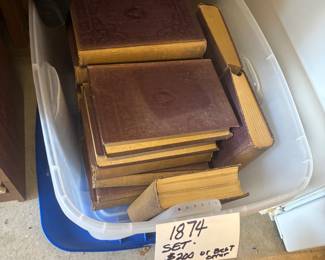 1874
SET.
$200 OR BEST
OFFER